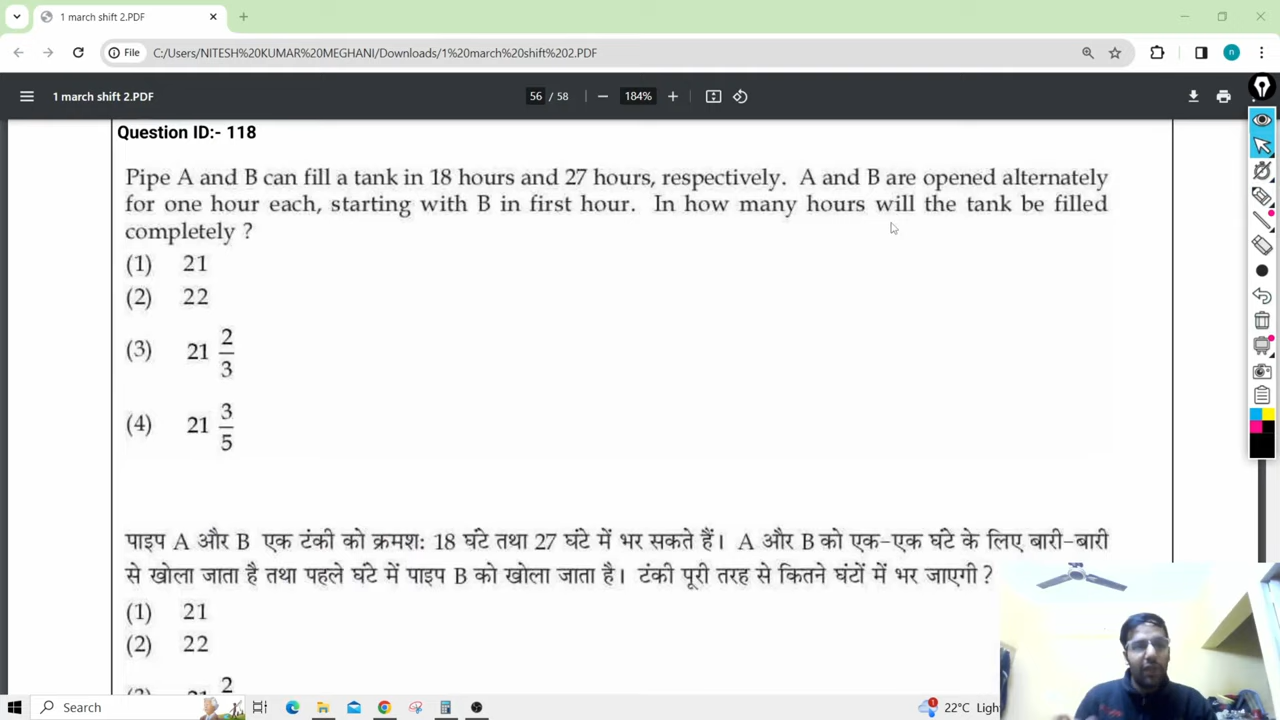 1 march shift 2.PDF
File
C:/Users/NITESH%20KUMAR%20MEGHANI/Downloads/1%20march%20shift%202.PDF
n
1 march shift 2.PDF
56 / 58
184%
Question ID:- 118
Pipe A and B can fill a tank in 18 hours and 27 hours, respectively. A and B are opened alternately
for one hour each, starting with B in first hour. In how many hours will the tank be filled
completely ?
(1) 21
(2) 22
(3) 21 2/3
(4) 21 3/5
पाइप A और B एक टंकी को क्रमश: 18 घंटे तथा 27 घंटे में भर सकते हैं। A और B को एक-एक घंटे के लिए बारी-बारी
से खोला जाता है तथा पहले घंटे में पाइप B को खोला जाता है। टंकी पूरी तरह से कितने घंटों में भर जाएगी ?
(1) 21
(2) 22
2
Search
22°C